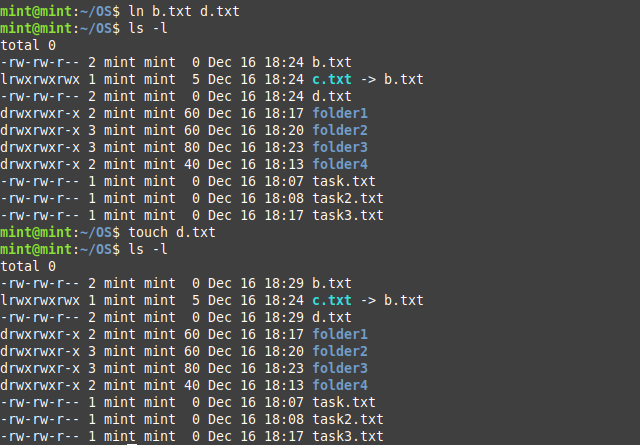 mint@mint:~/OS$ ln b.txt d.txt
mint@mint:~/OS$ ls -l
total 0
-rw-rw-r-- 2 mint mint  0 Dec 16 18:24 b.txt
lrwxrwxrwx 1 mint mint  5 Dec 16 18:24 c.txt -> b.txt
-rw-rw-r-- 2 mint mint  0 Dec 16 18:24 d.txt
drwxrwxr-x 2 mint mint 60 Dec 16 18:17 folder1
drwxrwxr-x 3 mint mint 60 Dec 16 18:20 folder2
drwxrwxr-x 3 mint mint 80 Dec 16 18:23 folder3
drwxrwxr-x 2 mint mint 40 Dec 16 18:13 folder4
-rw-rw-r-- 1 mint mint  0 Dec 16 18:07 task.txt
-rw-rw-r-- 1 mint mint  0 Dec 16 18:08 task2.txt
-rw-rw-r-- 1 mint mint  0 Dec 16 18:17 task3.txt
mint@mint:~/OS$ touch d.txt
mint@mint:~/OS$ ls -l
total 0
-rw-rw-r-- 2 mint mint  0 Dec 16 18:29 b.txt
lrwxrwxrwx 1 mint mint  5 Dec 16 18:24 c.txt -> b.txt
-rw-rw-r-- 2 mint mint  0 Dec 16 18:29 d.txt
drwxrwxr-x 2 mint mint 60 Dec 16 18:17 folder1
drwxrwxr-x 3 mint mint 60 Dec 16 18:20 folder2
drwxrwxr-x 3 mint mint 80 Dec 16 18:23 folder3
drwxrwxr-x 2 mint mint 40 Dec 16 18:13 folder4
-rw-rw-r-- 1 mint mint  0 Dec 16 18:07 task.txt
-rw-rw-r-- 1 mint mint  0 Dec 16 18:08 task2.txt
-rw-rw-r-- 1 mint mint  0 Dec 16 18:17 task3.txt